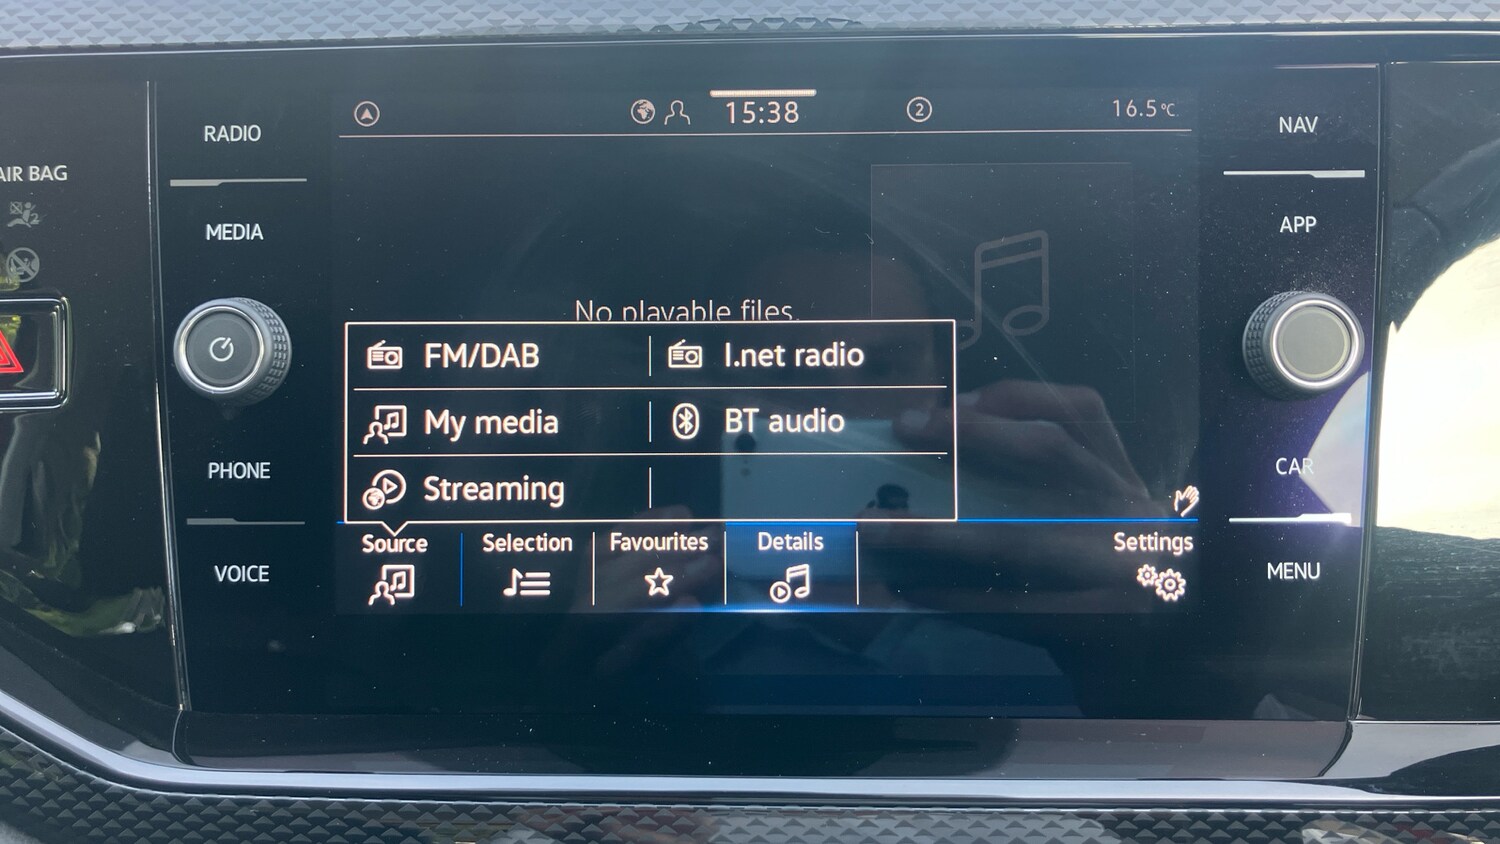 15:38
2
16.5°C
RADIO
NAV
AIR BAG
MEDIA
APP
No playable files.
FM/DAB
I.net radio
My media
BT audio
PHONE
CAR
Streaming
Source
Selection
Favourites
Details
Settings
VOICE
MENU